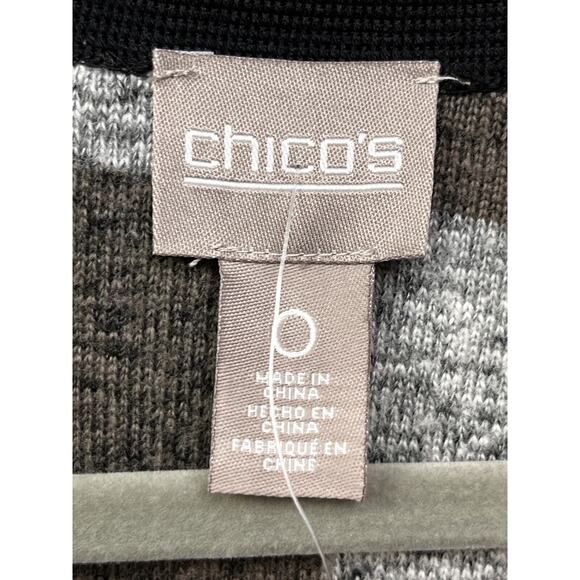 chico's
0
MADE IN
CHINA
HECHO EN
CHINA
FABRIQUÉ EN
CHINE